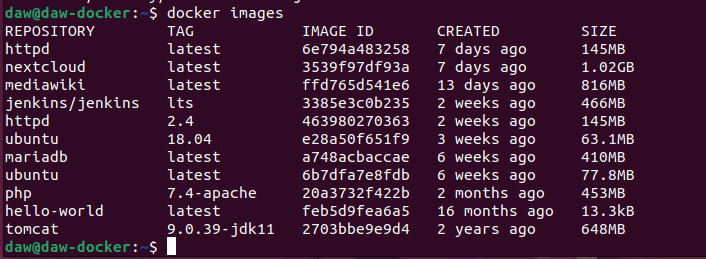 daw@daw-docker:~$ docker images
REPOSITORY TAG IMAGE ID CREATED SIZE
httpd latest 6e794a483258 7 days ago 145MB
nextcloud latest 3539f97df93a 7 days ago 1.02GB
mediawiki latest ffd765d541e6 13 days ago 816MB
jenkins/jenkins lts 3385e3c0b235 2 weeks ago 466MB
httpd 2.4 463980270363 2 weeks ago 145MB
ubuntu 18.04 e28a50f651f9 3 weeks ago 63.1MB
mariadb latest a748acbaccae 6 weeks ago 410MB
ubuntu latest 6b7dfa7e8fdb 6 weeks ago 77.8MB
php 7.4-apache 20a3732f422b 2 months ago 453MB
hello-world latest feb5d9fea6a5 16 months ago 13.3kB
tomcat 9.0.39-jdk11 2703bbe9e9d4 2 years ago 648MB
daw@daw-docker:~$